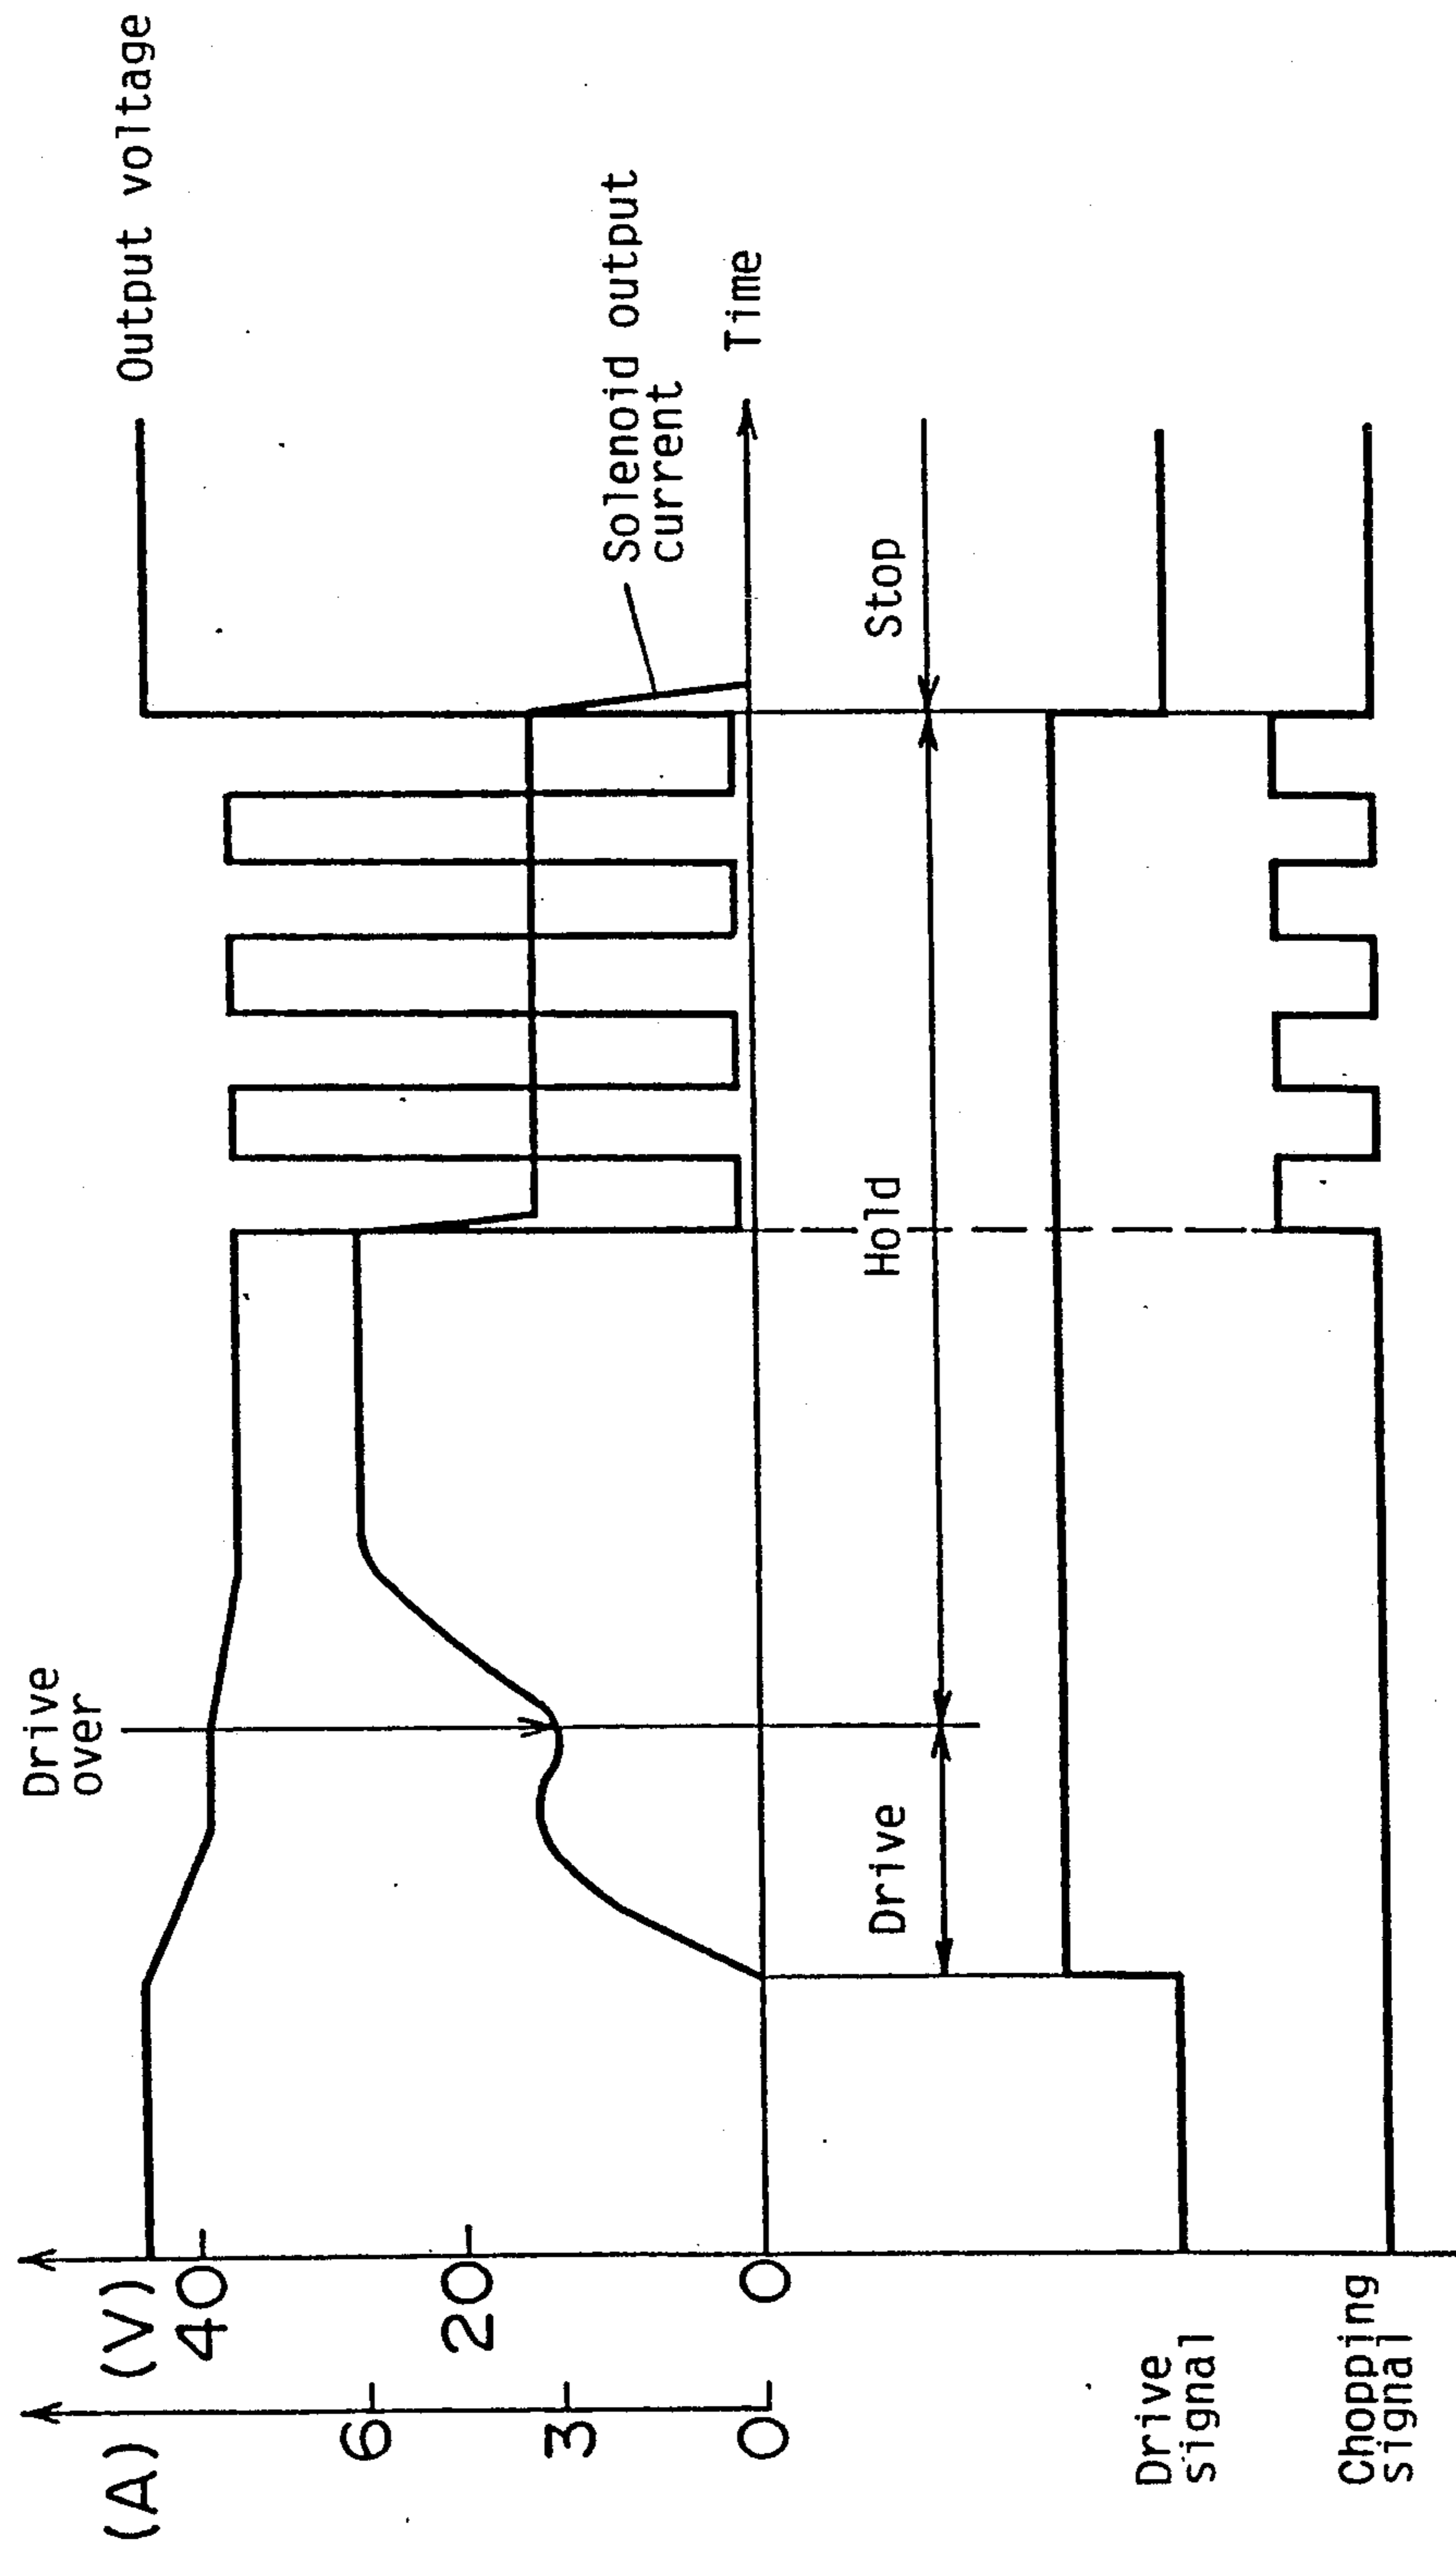 Drive
over
Output voltage
(A)
(V)
40
20
0
6
3
0
Solenoid output
current
Time
Drive
Hold
Stop
Drive
signal
Chopping
signal